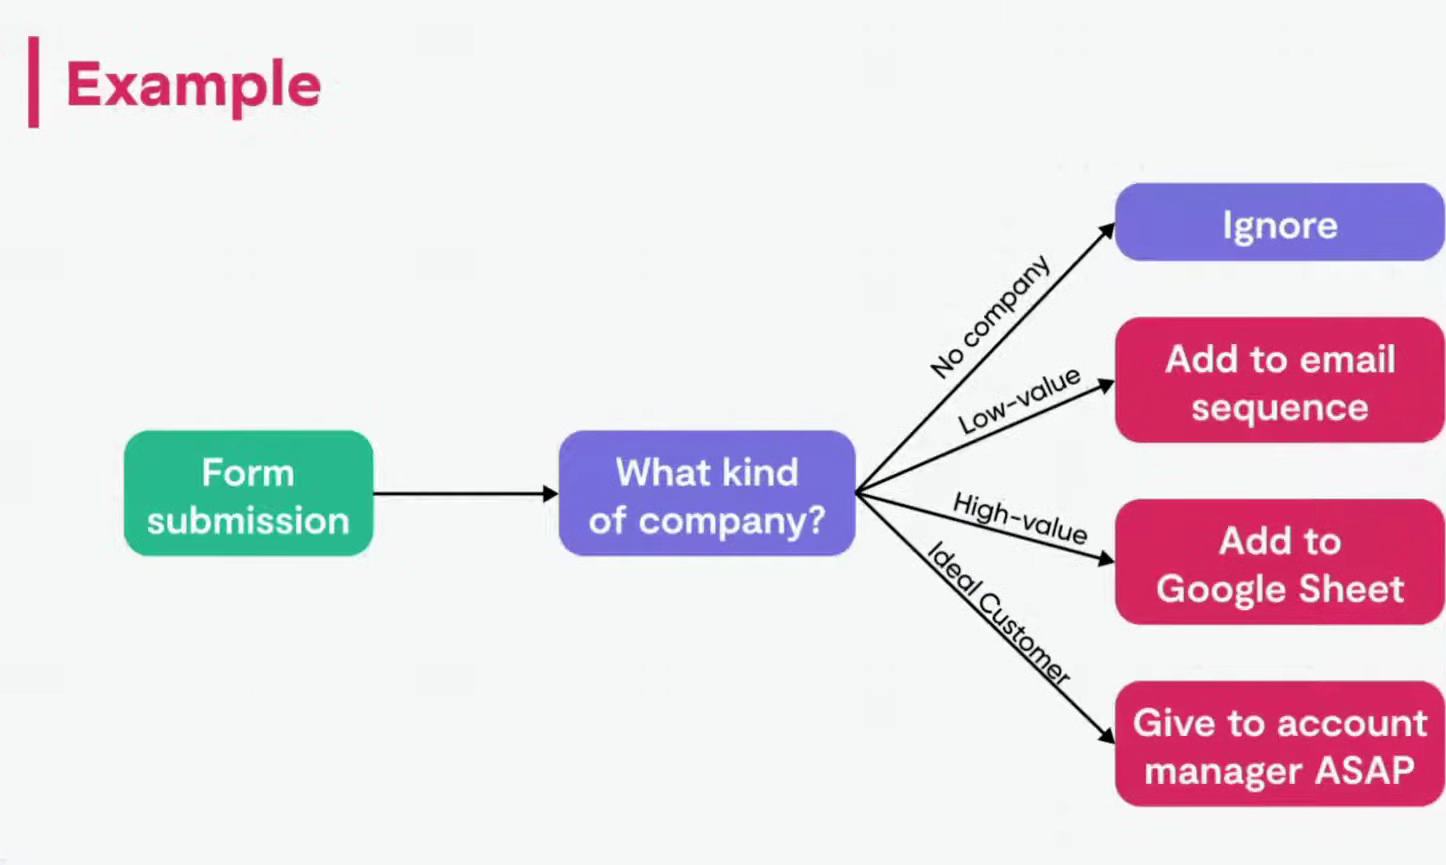 Example
Form
submission
What kind
of company?
No company
Low-value
High-value
Ideal Customer
Ignore
Add to email
sequence
Add to
Google Sheet
Give to account
manager ASAP